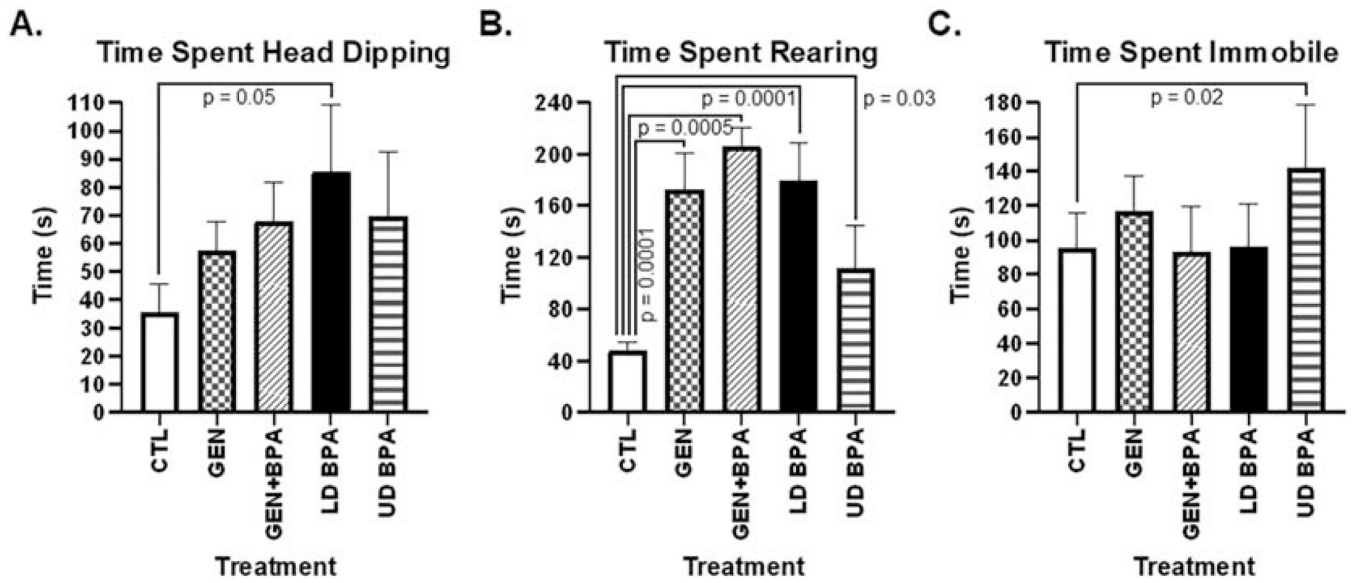 A.
Time Spent Head Dipping
p = 0.05
Time (s)
110
100
90
80
70
60
50
40
30
20
10
0
CTL
GEN
GEN+BPA
LD BPA
UD BPA
Treatment
B.
Time Spent Rearing
p = 0.03
p = 0.0001
p = 0.0005
p = 0.0001
Time (s)
240
200
160
120
80
40
0
CTL
GEN
GEN+BPA
LD BPA
UD BPA
Treatment
C.
Time Spent Immobile
p = 0.02
Time (s)
180
160
140
120
100
80
60
40
20
0
CTL
GEN
GEN+BPA
LD BPA
UD BPA
Treatment